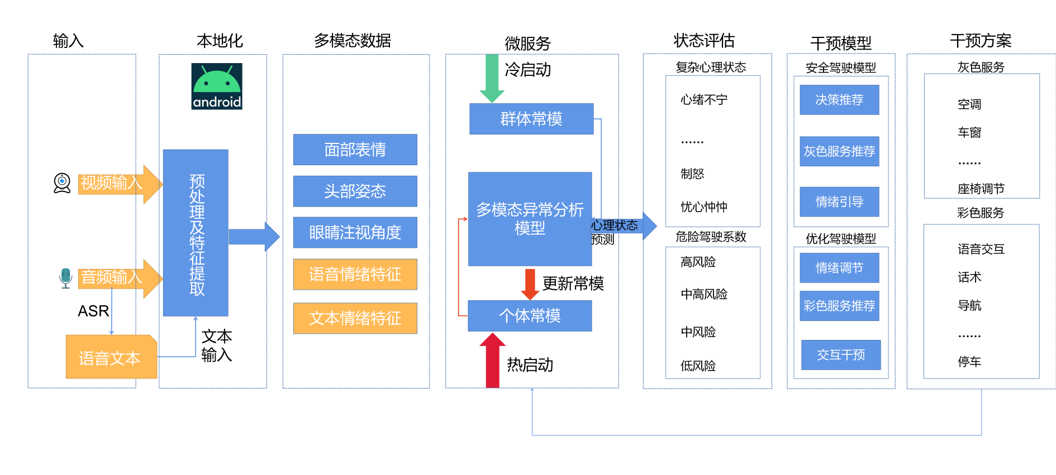 输入
本地化
多模态数据
微服务
状态评估
干预模型
干预方案
视频输入
音频输入
ASR
语音文本
文本
输入
android
预处理及特征提取
面部表情
头部姿态
眼睛注视角度
语音情绪特征
文本情绪特征
冷启动
群体常模
多模态异常分析
模型
更新常模
个体常模
热启动
心理状态
预测
复杂心理状态
心绪不宁
......
制怒
忧心忡忡
危险驾驶系数
高风险
中高风险
中风险
低风险
安全驾驶模型
决策推荐
灰色服务推荐
情绪引导
优化驾驶模型
情绪调节
彩色服务推荐
交互干预
灰色服务
空调
车窗
......
座椅调节
彩色服务
语音交互
话术
导航
......
停车